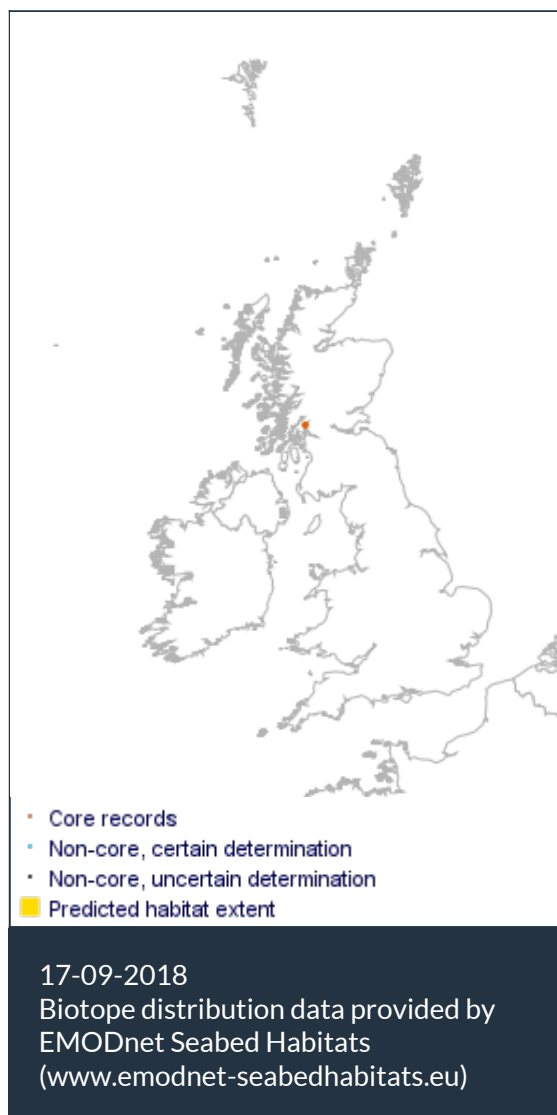 Core records
Non-core, certain determination
Non-core, uncertain determination
Predicted habitat extent
17-09-2018
Biotope distribution data provided by
EMODnet Seabed Habitats
(www.emodnet-seabedhabitats.eu)